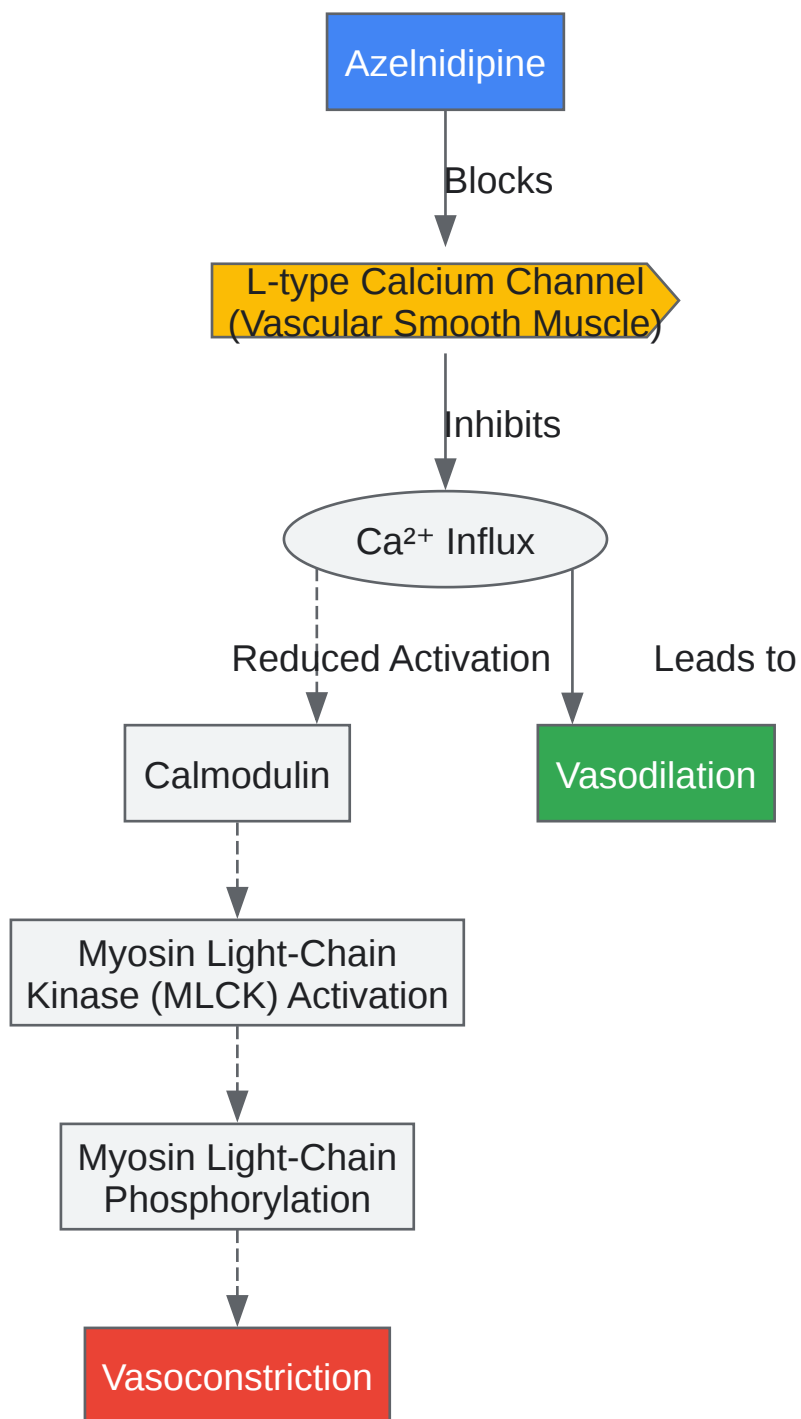 Azelnidipine
Blocks
L-type Calcium Channel
(Vascular Smooth Muscle)
Inhibits
Ca²⁺ Influx
Reduced Activation
Leads to
Calmodulin
Vasodilation
Myosin Light-Chain
Kinase (MLCK) Activation
Myosin Light-Chain
Phosphorylation
Vasoconstriction